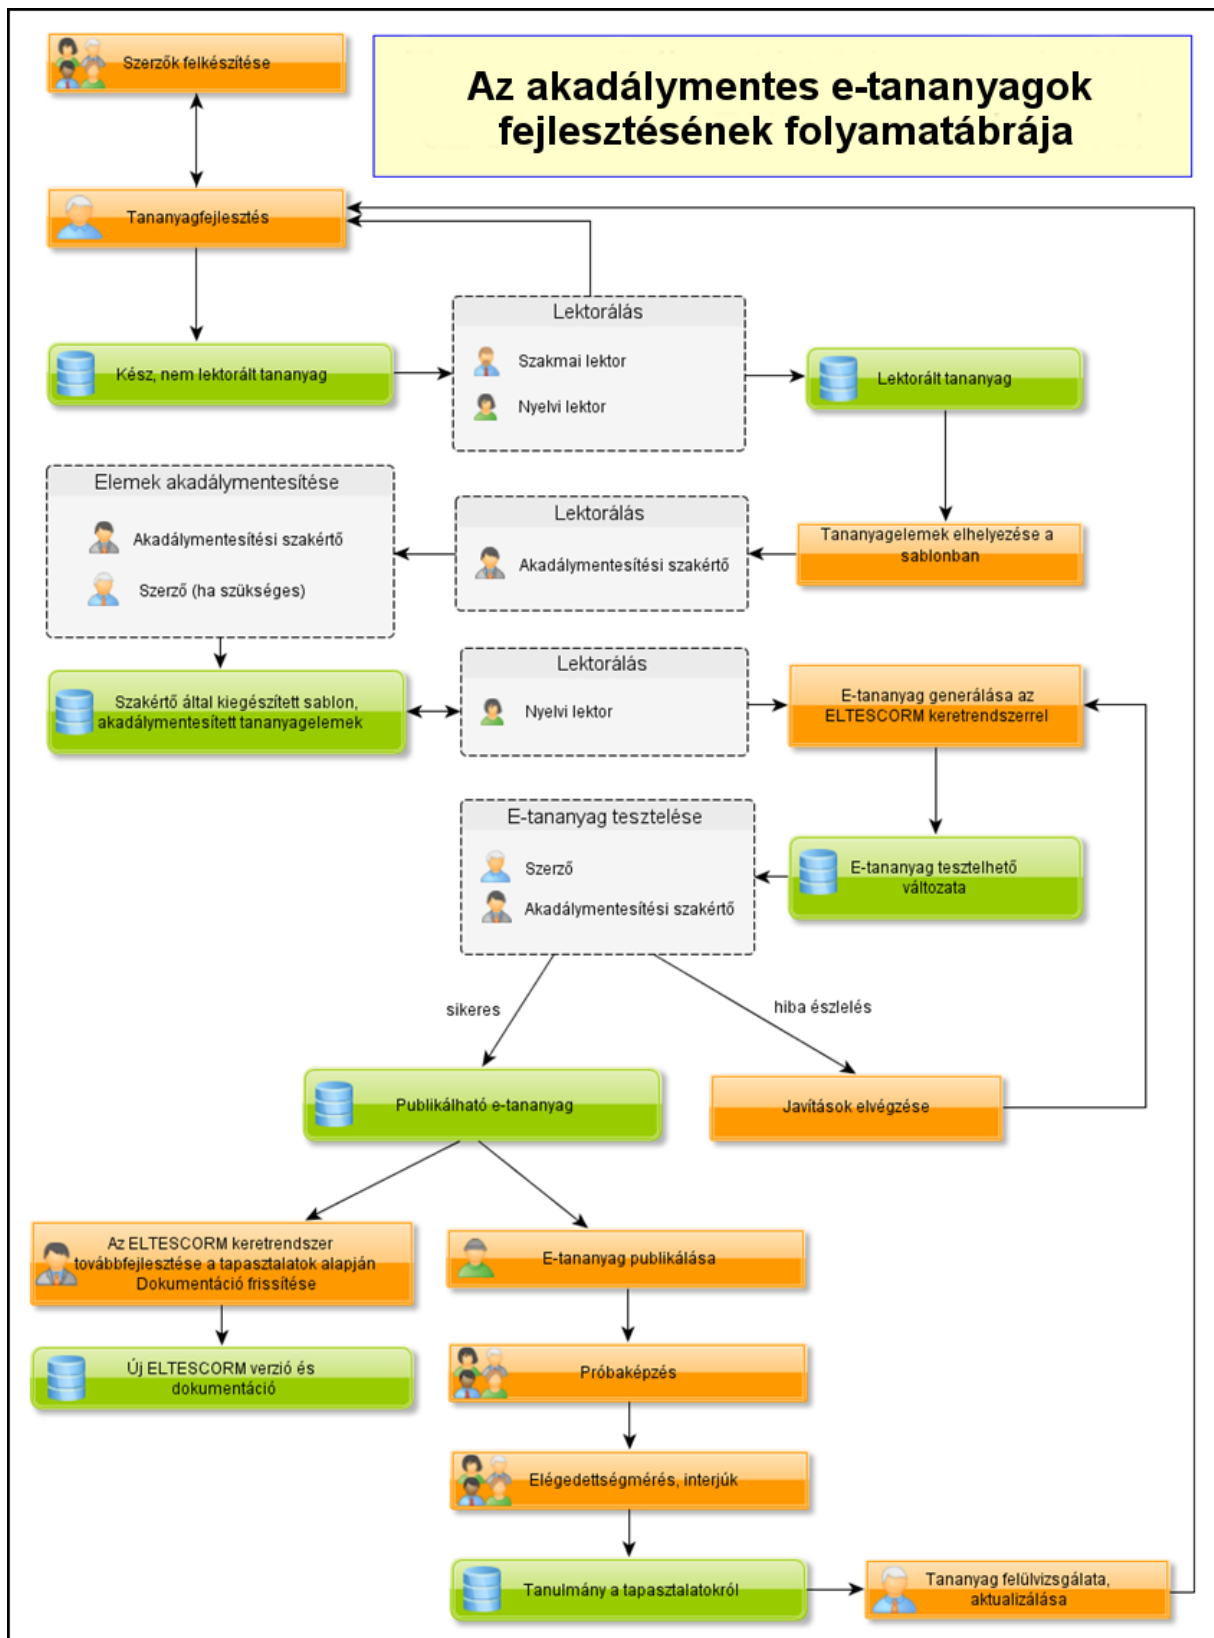 Szerzők felkészítése
Az akadálymentes e-tananyagok
fejlesztésének folyamatábrája
Tananyagfejlesztés
Lektorálás
Szakmai lektor
Nyelvi lektor
Kész, nem lektorált tananyag
Lektorált tananyag
Elemek akadálymentesítése
Akadálymentesítési szakértő
Szerző (ha szükséges)
Lektorálás
Akadálymentesítési szakértő
Tananyagelemek elhelyezése a
sablonban
Szakértő által kiegészített sablon,
akadálymentesített tananyagelemek
Lektorálás
Nyelvi lektor
E-tananyag generálása az
ELTESCORM keretrendszerrel
E-tananyag tesztelése
Szerző
Akadálymentesítési szakértő
E-tananyag tesztelhető
változata
sikeres
hiba észlelés
Publikálható e-tananyag
Javítások elvégzése
Az ELTESCORM keretrendszer
továbbfejlesztése a tapasztalatok alapján
Dokumentáció frissítése
E-tananyag publikálása
Új ELTESCORM verzió és
dokumentáció
Próbaképzés
Elégedettségmérés, interjúk
Tanulmány a tapasztalatokról
Tananyag felülvizsgálata,
aktualizálása